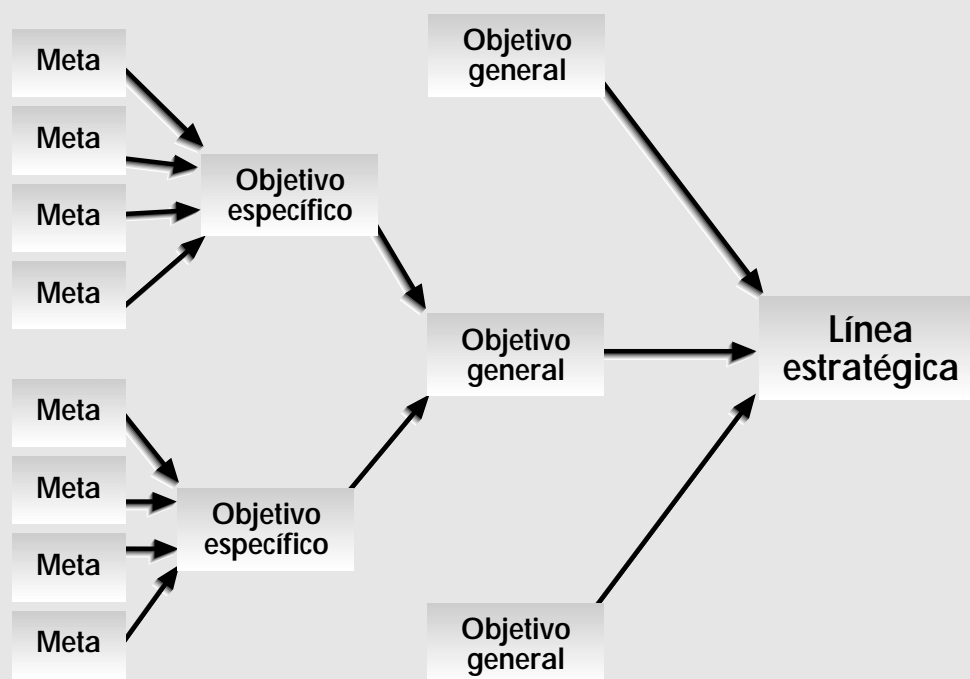 Meta
Meta
Meta
Meta
Objetivo
específico
Meta
Meta
Meta
Meta
Objetivo
específico
Objetivo
general
Objetivo
general
Objetivo
general
Línea
estratégica